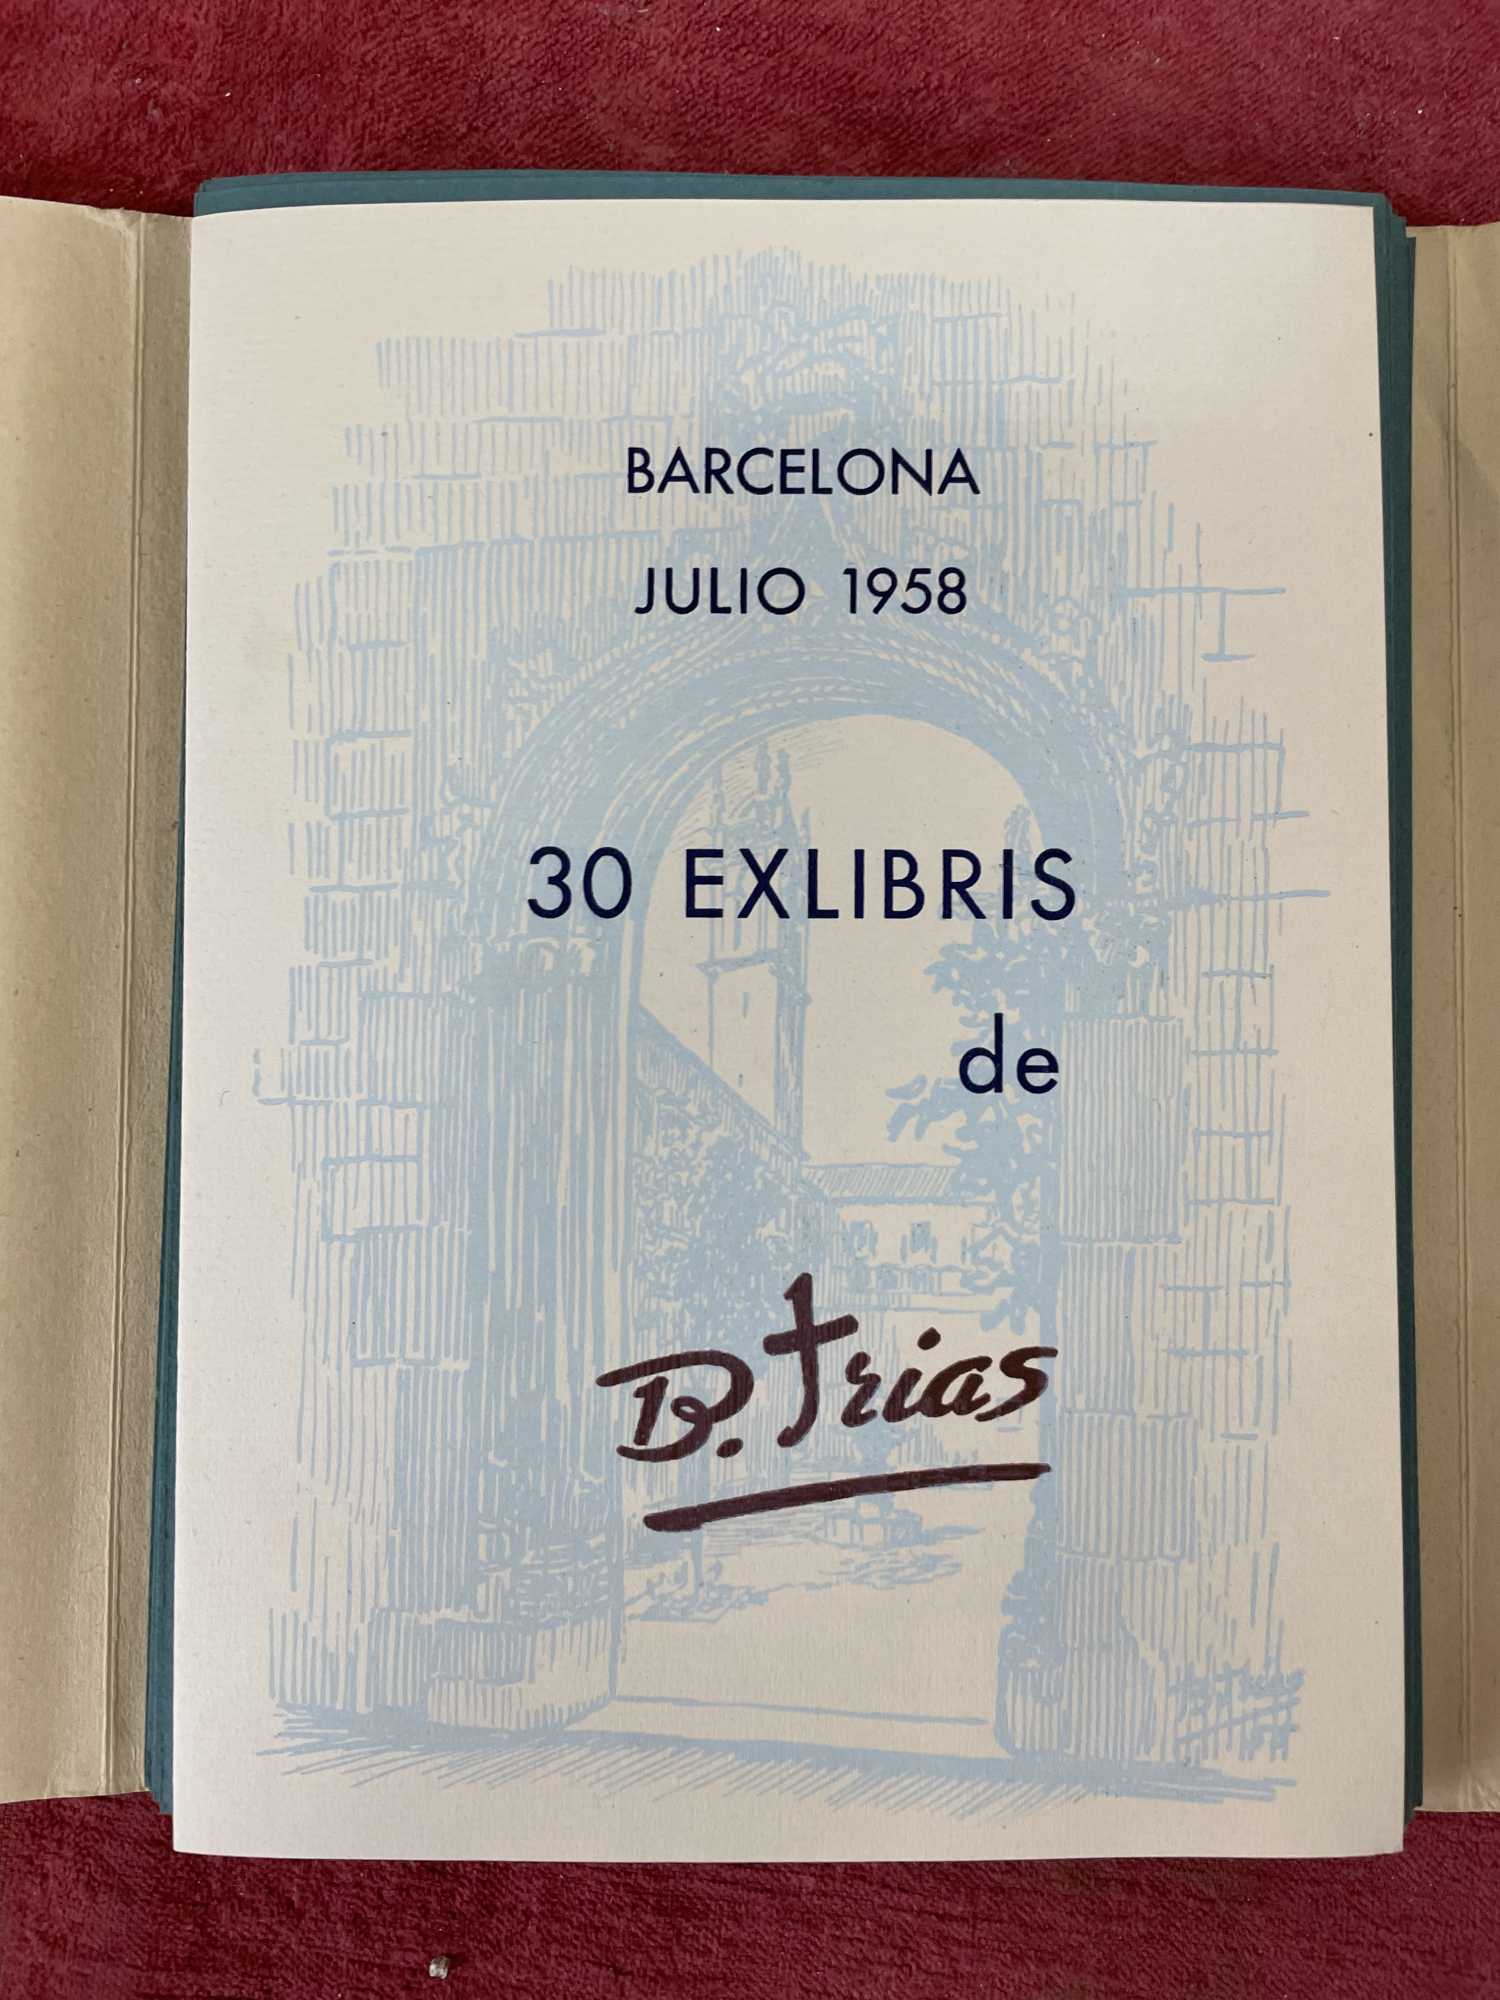 BARCELONA
JULIO 1958
30 EXLIBRIS
de
B. Trias